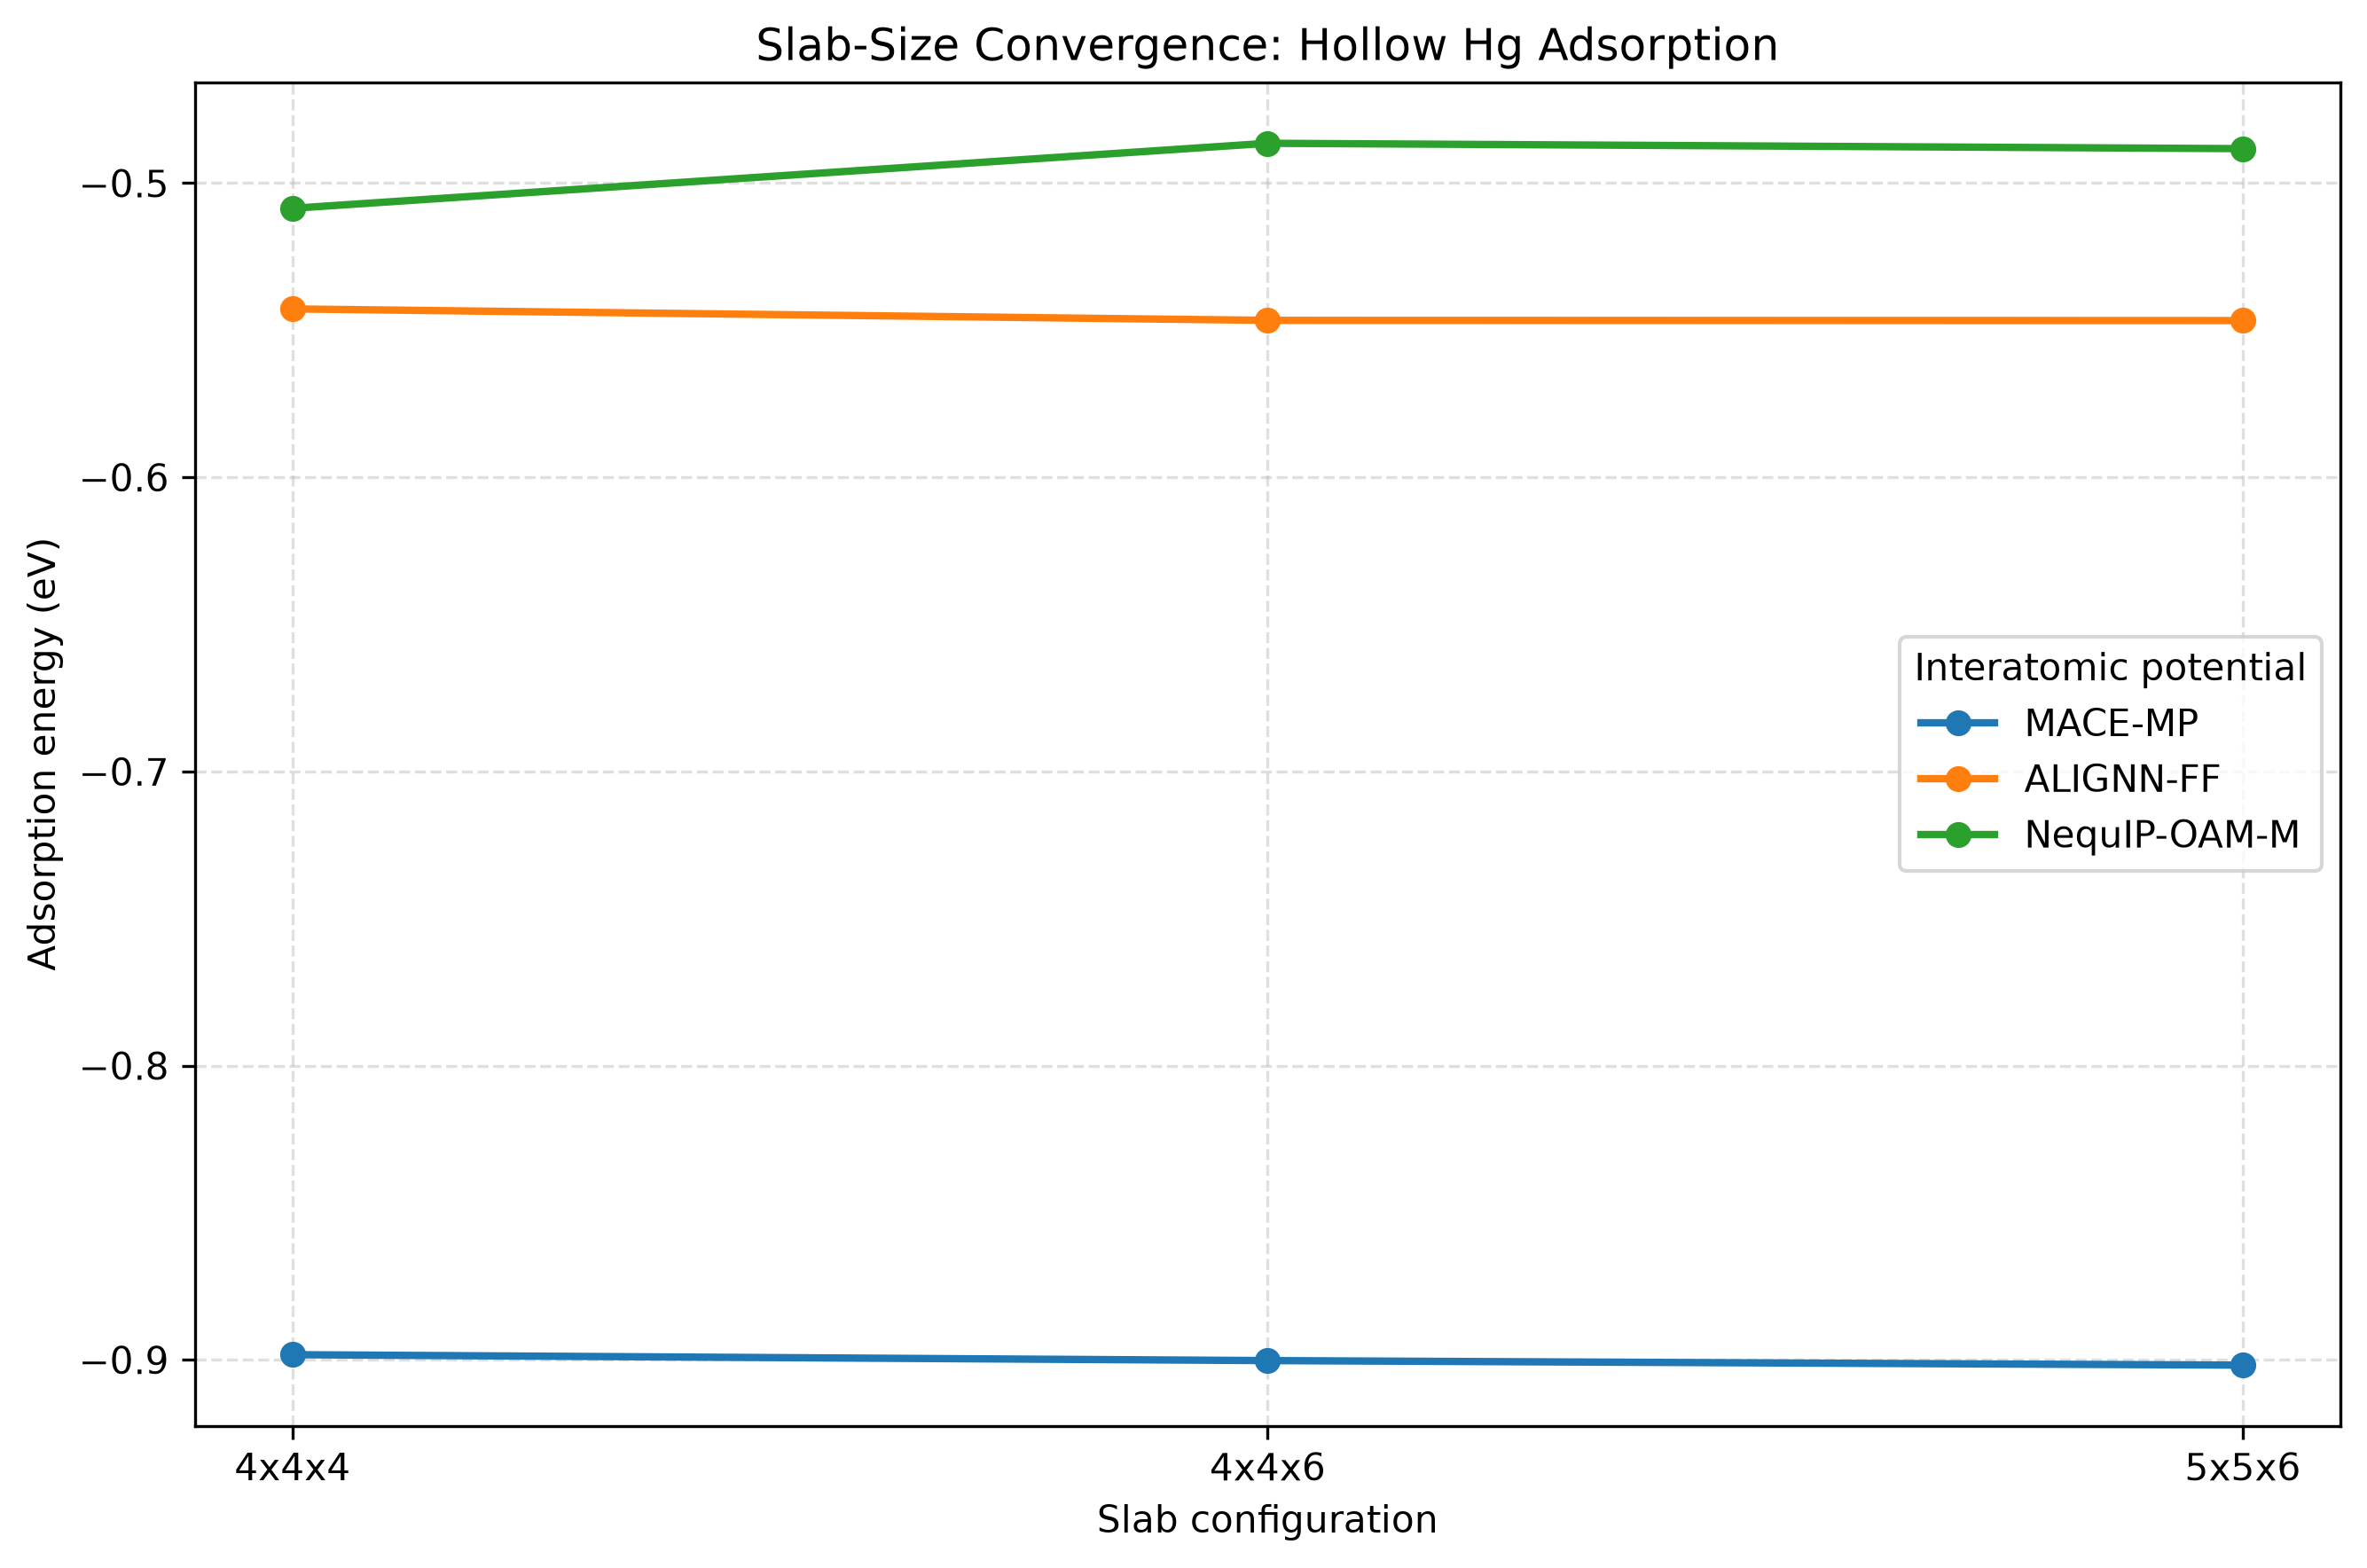 Slab-Size Convergence: Hollow Hg Adsorption
Adsorption energy (eV)
−0.5
−0.6
−0.7
−0.8
−0.9
Interatomic potential
MACE-MP
ALIGNN-FF
NequIP-OAM-M
4x4x4
4x4x6
5x5x6
Slab configuration